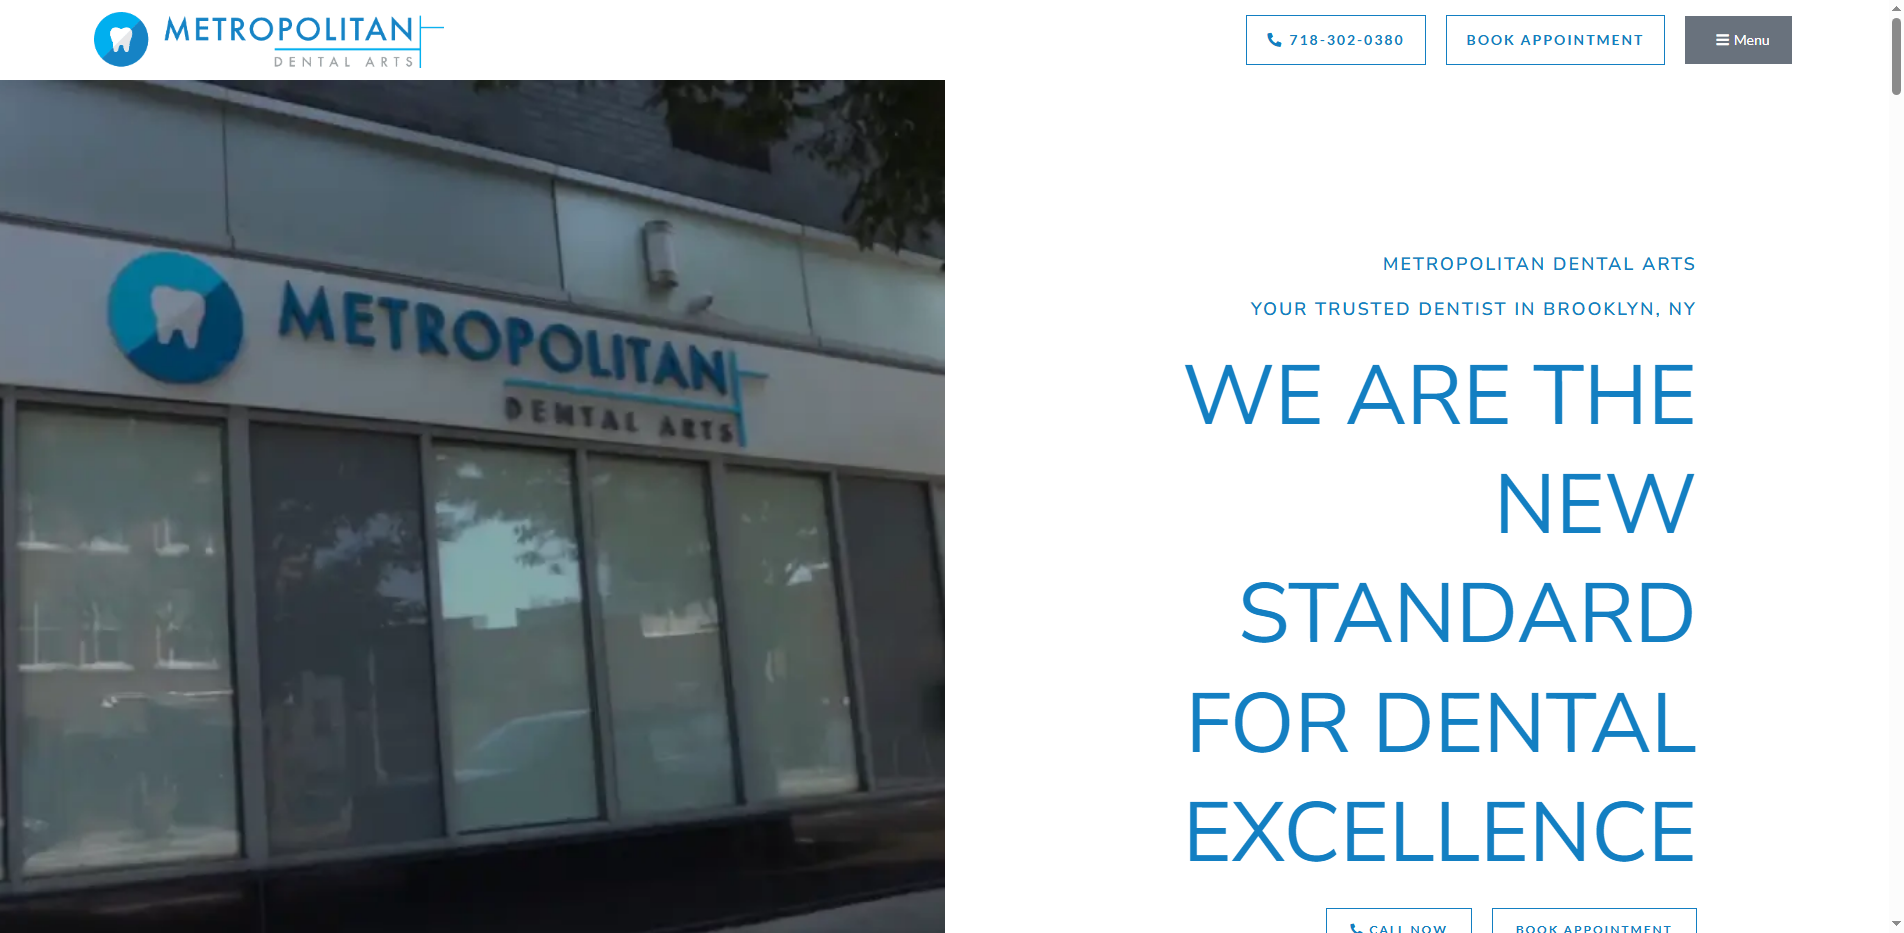 METROPOLITAN
DENTAL ARTS
718-302-0380
BOOK APPOINTMENT
Menu
METROPOLITAN
DENTAL ARTS
METROPOLITAN DENTAL ARTS
YOUR TRUSTED DENTIST IN BROOKLYN, NY
WE ARE THE
NEW
STANDARD
FOR DENTAL
EXCELLENCE
CALL NOW
BOOK APPOINTMENT